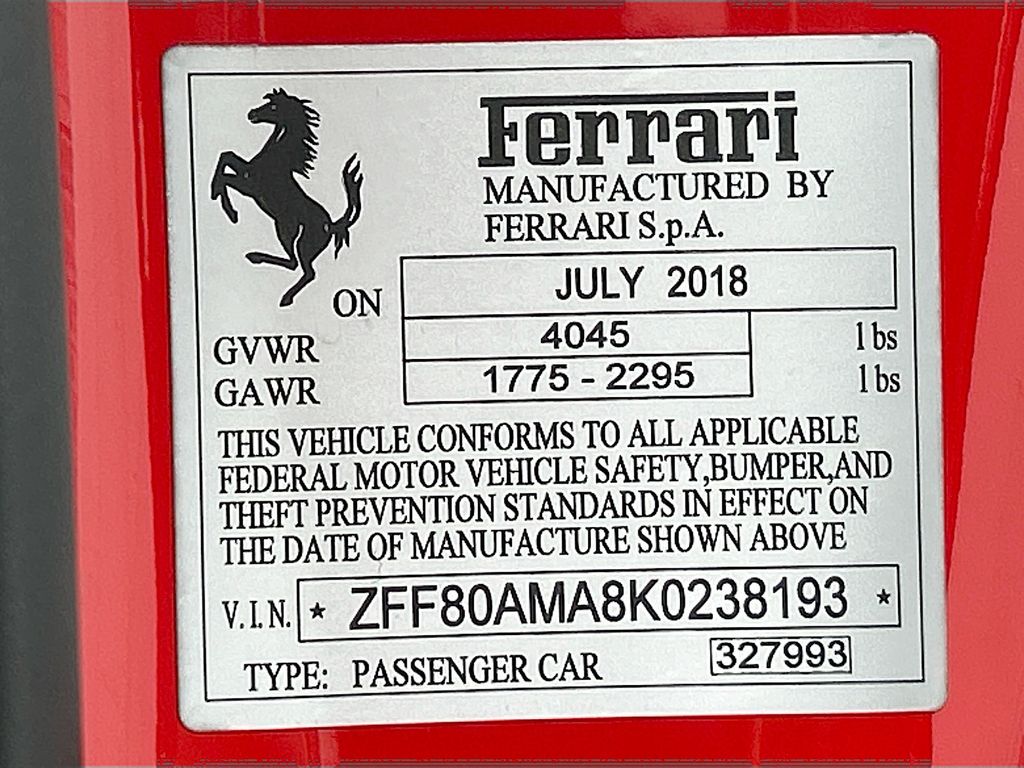 Ferrari
MANUFACTURED BY
FERRARI S.p.A.
ON JULY 2018
GVWR 4045 lbs
GAWR 1775 - 2295 lbs
THIS VEHICLE CONFORMS TO ALL APPLICABLE
FEDERAL MOTOR VEHICLE SAFETY,BUMPER,AND
THEFT PREVENTION STANDARDS IN EFFECT ON
THE DATE OF MANUFACTURE SHOWN ABOVE
V.I.N. * ZFF80AMA8K0238193 *
TYPE: PASSENGER CAR 327993